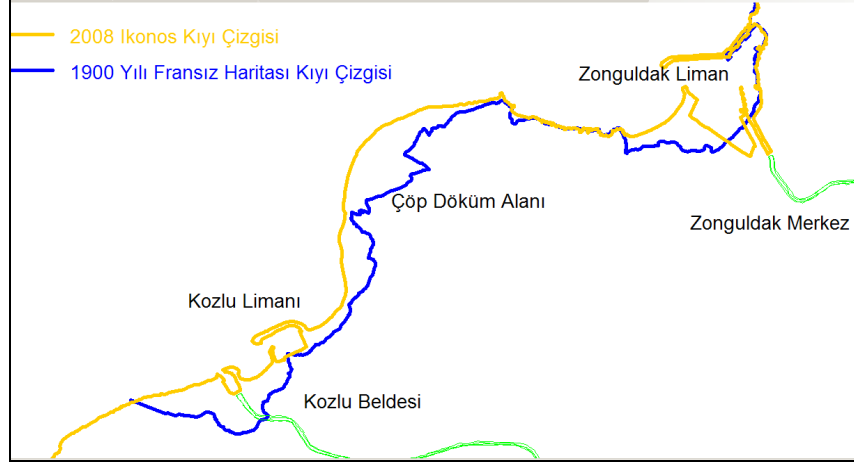 2008 Ikonos Kıyı Çizgisi
1900 Yılı Fransız Haritası Kıyı Çizgisi
Zonguldak Liman
Çöp Döküm Alanı
Zonguldak Merkez
Kozlu Limanı
Kozlu Beldesi